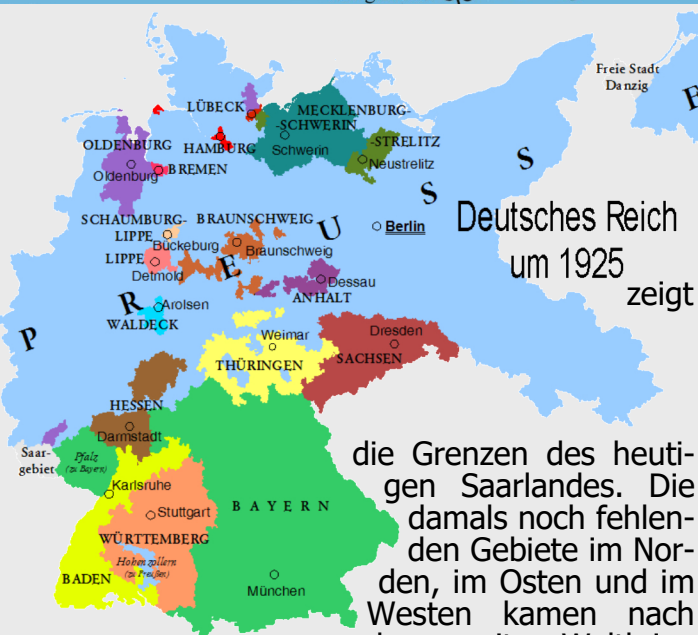 Freie Stadt
Danzig
LÜBECK
MECKLENBURG-
-SCHWERIN
Schwerin
-STRELITZ
Neustrelitz
HAMBURG
OLDENBURG
Oldenburg
BREMEN
SCHAUMBURG-
LIPPE
Bückeburg
BRAUNSCHWEIG
Braunschweig
LIPPE
Detmold
P R E U S S
Berlin
Deutsches Reich
um 1925
zeigt
Dessau
ANHALT
Arolsen
WALDECK
Weimar
THÜRINGEN
Dresden
SACHSEN
HESSEN
Darmstadt
Saar-
gebiet
Pfalz
(zu Bayern)
Karlsruhe
Stuttgart
WÜRTTEMBERG
Hohenzollern
(zu Preußen)
BADEN
BAYERN
München
die Grenzen des heuti-
gen Saarlandes. Die
damals noch fehlen-
den Gebiete im Nor-
den, im Osten und im
Westen kamen nach